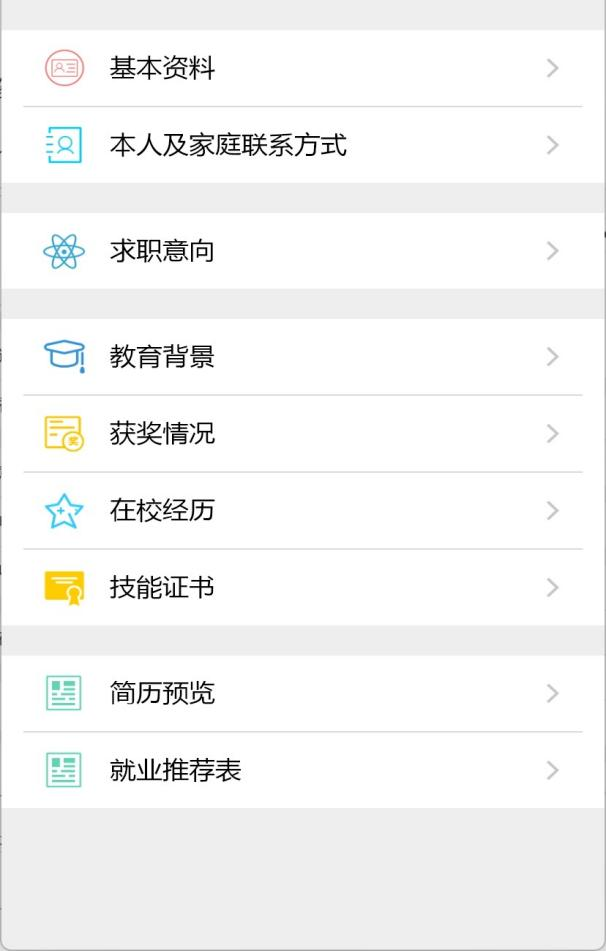 基本资料
本人及家庭联系方式
求职意向
教育背景
奖
获奖情况
在校经历
技能证书
简历预览
就业推荐表